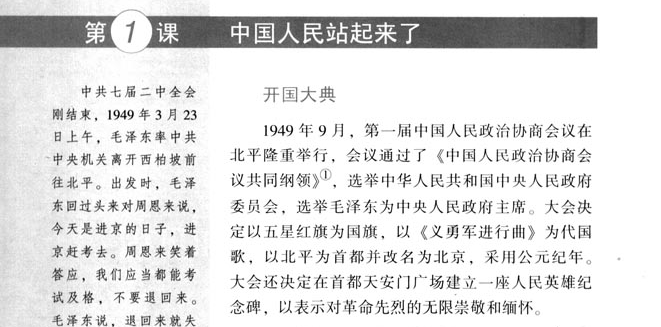 第1课 中国人民站起来了
中共七届二中全会
刚结束，1949年3月23
日上午，毛泽东率中共
中央机关离开西柏坡前
往北平。出发时，毛泽
东回过头来对周恩来说，
今天是进京的日子，进
京赶考去。周恩来笑着
答应，我们应当都能考
试及格，不要退回来。
毛泽东说，退回来就失
开国大典
1949年9月，第一届中国人民政治协商会议在
北平隆重举行，会议通过了《中国人民政治协商会
议共同纲领》①，选举中华人民共和国中央人民政府
委员会，选举毛泽东为中央人民政府主席。大会决
定以五星红旗为国旗，以《义勇军进行曲》为代国
歌，以北平为首都并改名为北京，采用公元纪年。
大会还决定在首都天安门广场建立一座人民英雄纪
念碑，以表示对革命先烈的无限崇敬和缅怀。